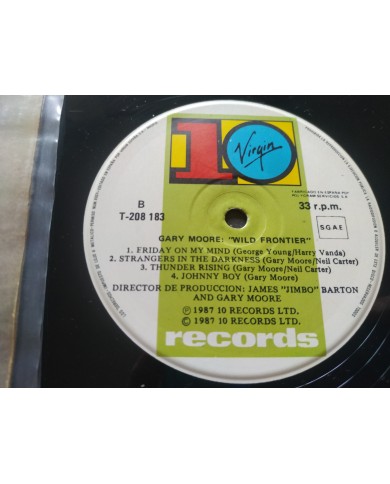 10
Virgin
B
T-208 183
33 r.p.m.
S.G.A.E
GARY MOORE: "WILD FRONTIER"
1. FRIDAY ON MY MIND (George Young/Harry Vanda)
2. STRANGERS IN THE DARKNESS (Gary Moore/Neil Carter)
3. THUNDER RISING (Gary Moore/Neil Carter)
4. JOHNNY BOY (Gary Moore)
DIRECTOR DE PRODUCCION: JAMES "JIMBO" BARTON
AND GARY MOORE
℗ 1987 10 RECORDS LTD.
© 1987 10 RECORDS LTD.
records